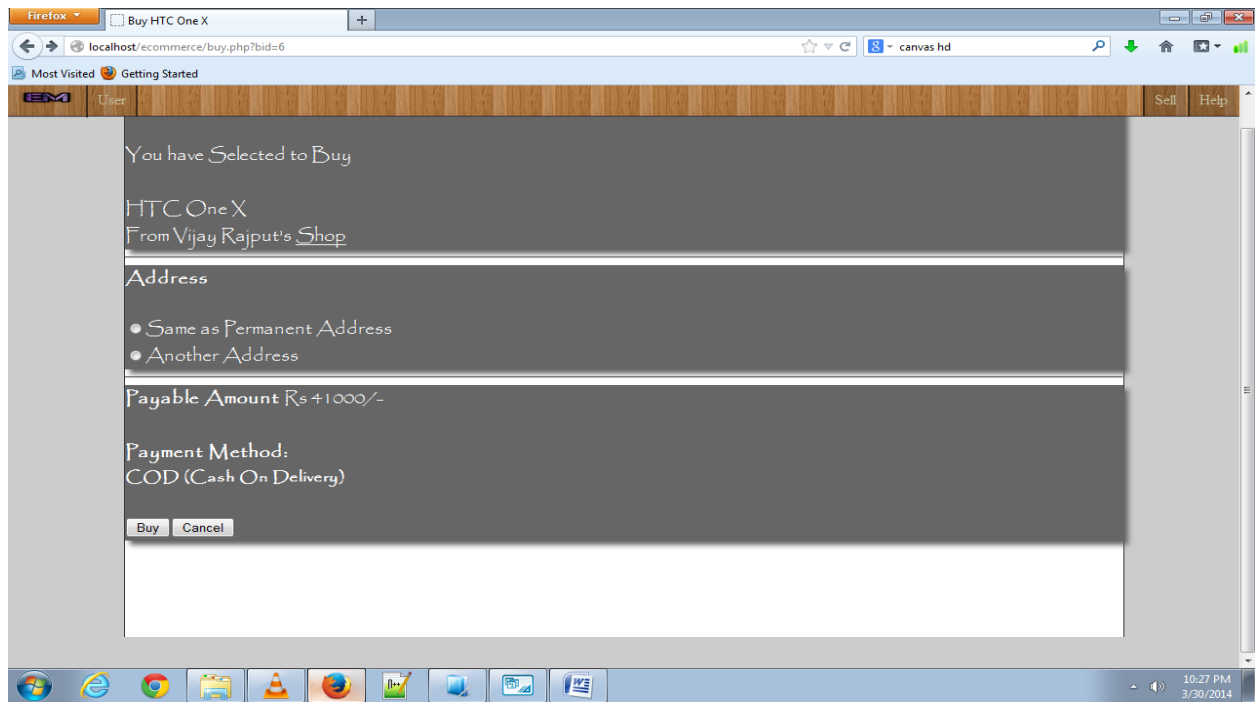 Firefox
Buy HTC One X
localhost/ecommerce/buy.php?bid=6
canvas hd
Most Visited Getting Started
EM User Sell Help
You have Selected to Buy
HTC One X
From Vijay Rajput's Shop
Address
Same as Permanent Address
Another Address
Payable Amount Rs 41000/-
Payment Method:
COD (Cash On Delivery)
Buy Cancel
10:27 PM
3/30/2014